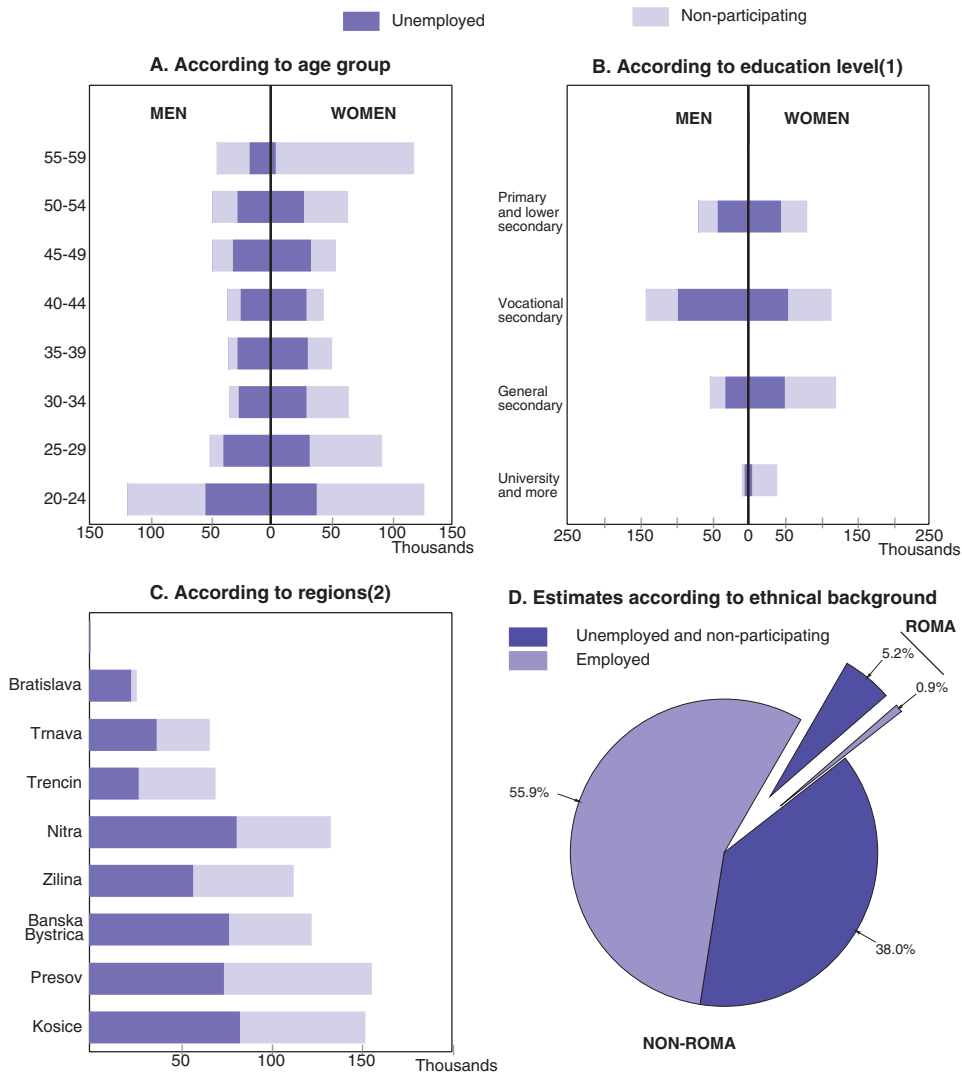 Unemployed
Non-participating
A. According to age group
MEN
WOMEN
55-59
50-54
45-49
40-44
35-39
30-34
25-29
20-24
150 100 50 0 50 100 150
Thousands
B. According to education level(1)
MEN
WOMEN
Primary
and lower
secondary
Vocational
secondary
General
secondary
University
and more
250 150 50 0 50 150 250
Thousands
C. According to regions(2)
Bratislava
Trnava
Trencin
Nitra
Zilina
Banska
Bystrica
Presov
Kosice
50 100 150
Thousands
D. Estimates according to ethnical background
Unemployed and non-participating
Employed
ROMA
5.2%
0.9%
55.9%
38.0%
NON-ROMA